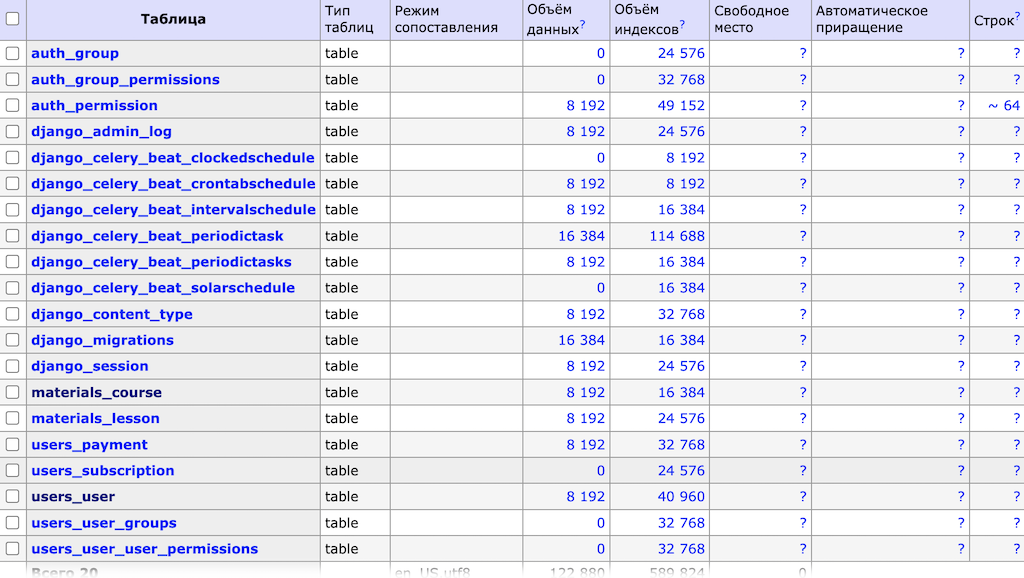 Таблица Тип таблиц Режим сопоставления Объём данных? Объём индексов? Свободное место Автоматическое приращение Строк?
auth_group table 0 24 576 ? ? ?
auth_group_permissions table 0 32 768 ? ? ?
auth_permission table 8 192 49 152 ? ? ~ 64
django_admin_log table 8 192 24 576 ? ? ?
django_celery_beat_clockedschedule table 0 8 192 ? ? ?
django_celery_beat_crontabschedule table 8 192 8 192 ? ? ?
django_celery_beat_intervalschedule table 8 192 16 384 ? ? ?
django_celery_beat_periodictask table 16 384 114 688 ? ? ?
django_celery_beat_periodictasks table 8 192 16 384 ? ? ?
django_celery_beat_solarschedule table 0 16 384 ? ? ?
django_content_type table 8 192 32 768 ? ? ?
django_migrations table 16 384 16 384 ? ? ?
django_session table 8 192 24 576 ? ? ?
materials_course table 8 192 16 384 ? ? ?
materials_lesson table 8 192 24 576 ? ? ?
users_payment table 8 192 32 768 ? ? ?
users_subscription table 0 24 576 ? ? ?
users_user table 8 192 40 960 ? ? ?
users_user_groups table 0 32 768 ? ? ?
users_user_user_permissions table 0 32 768 ? ? ?
Всего 20 en_US.utf8 122 880 589 824 0